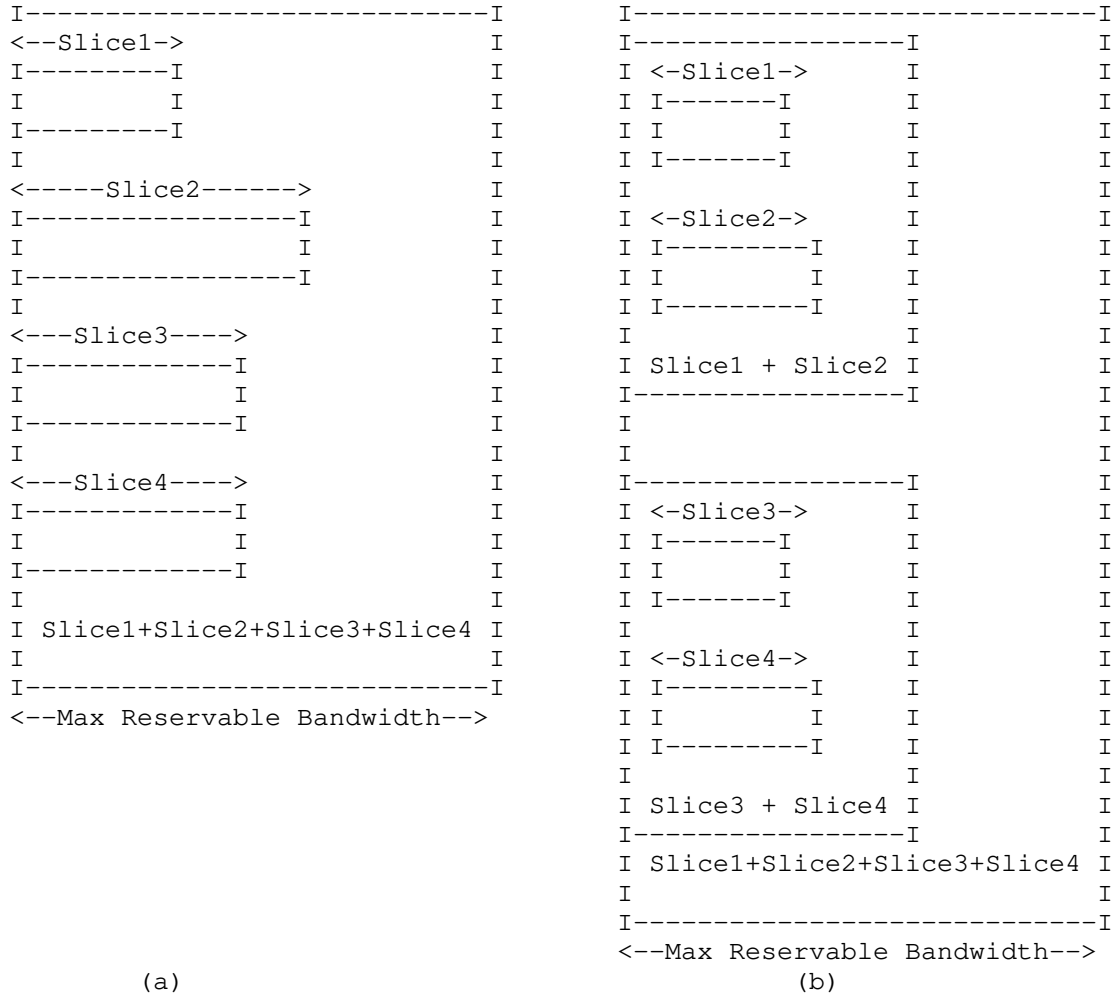 <--Slice1->
<-----Slice2------>
<---Slice3---->
<---Slice4---->
Slice1+Slice2+Slice3+Slice4
<--Max Reservable Bandwidth-->
(a)
<-Slice1->
<-Slice2->
Slice1 + Slice2
<-Slice3->
<-Slice4->
Slice3 + Slice4
Slice1+Slice2+Slice3+Slice4
<--Max Reservable Bandwidth-->
(b)